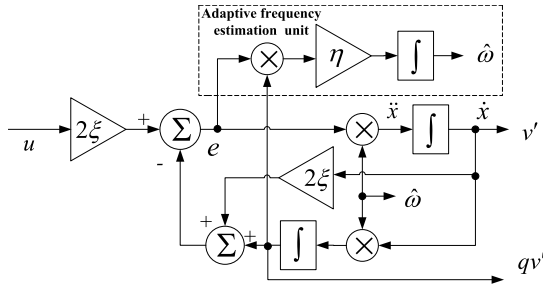 Adaptive frequency
estimation unit
η
∫
ω̂
×
u
2ξ
+
-
Σ
e
×
ẍ
∫
ẋ
v'
2ξ
ω̂
+
+
Σ
∫
×
qv'